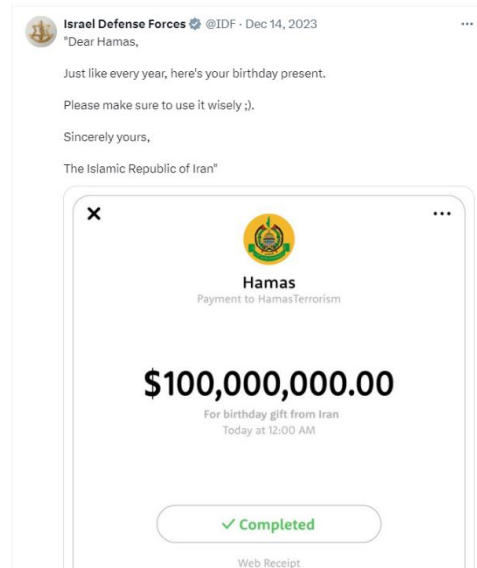 Israel Defense Forces @IDF · Dec 14, 2023
"Dear Hamas,
Just like every year, here's your birthday present.
Please make sure to use it wisely ;).
Sincerely yours,
The Islamic Republic of Iran"
Hamas
Payment to HamasTerrorism
$100,000,000.00
For birthday gift from Iran
Today at 12:00 AM
✓ Completed
Web Receipt